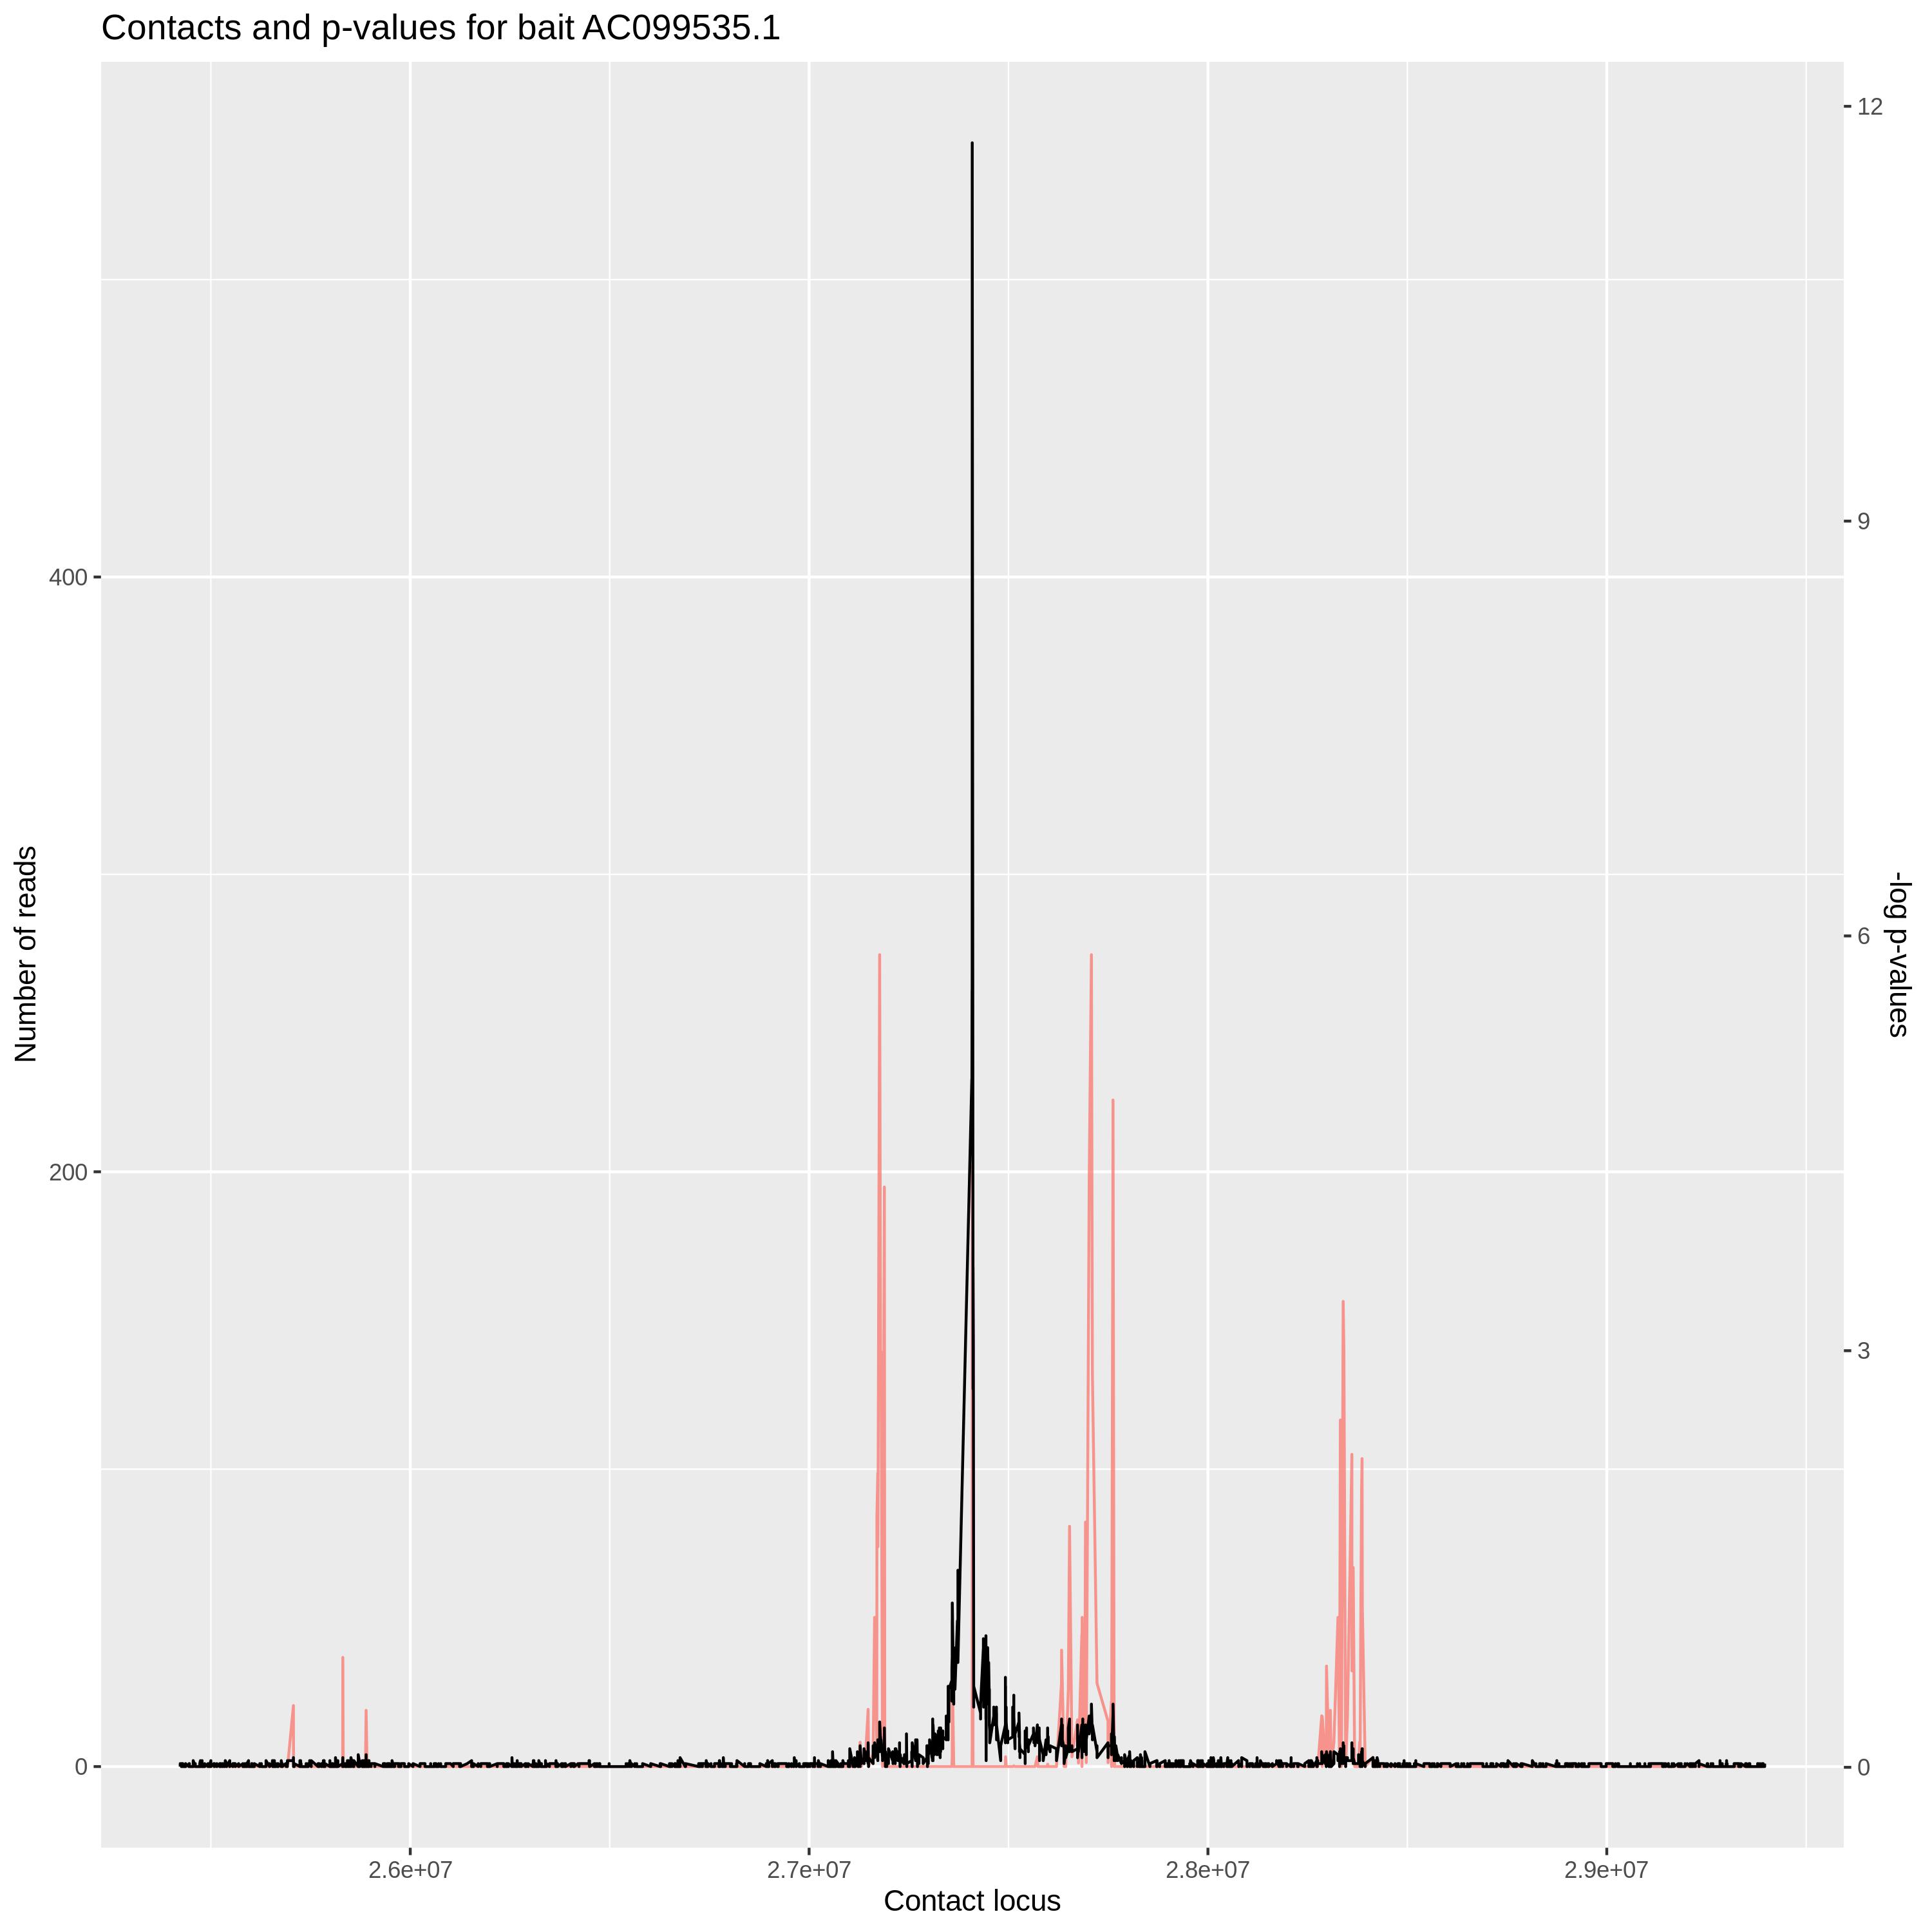 Contacts and p-values for bait AC099535.1
12
9
400
6
Number of reads
-log p-values
200
3
0
0
2.6e+07
2.7e+07
2.8e+07
2.9e+07
Contact locus